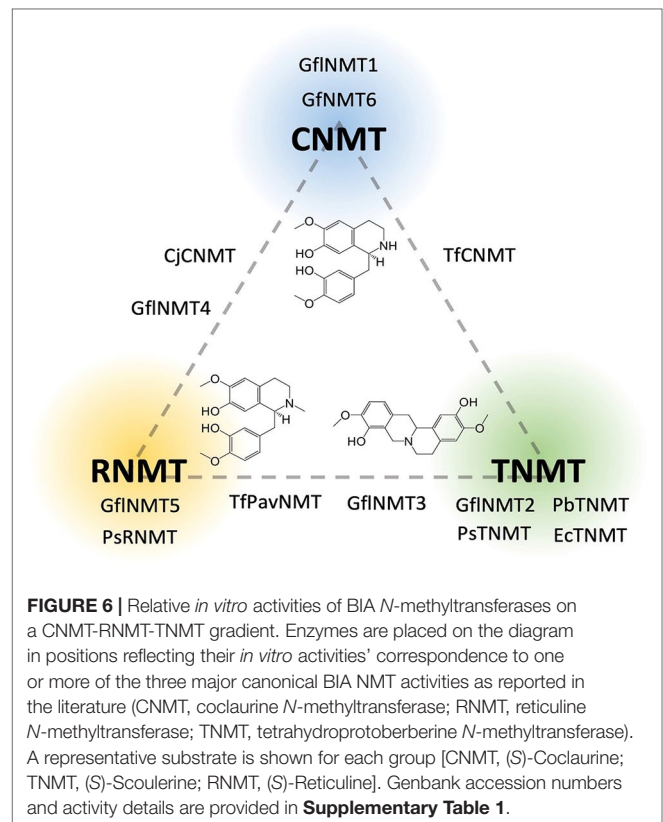 GflNMT1
GfNMT6
CNMT
O
HO
NH
H
HO
O
CjCNMT
TfCNMT
GflNMT4
O
HO
N
H
HO
O
OH
O
O
N
HO
RNMT
TNMT
GflNMT5
TfPavNMT
GflNMT3
GflNMT2
PbTNMT
PsRNMT
PsTNMT
EcTNMT
FIGURE 6 | Relative in vitro activities of BIA N-methyltransferases on
a CNMT-RNMT-TNMT gradient. Enzymes are placed on the diagram
in positions reflecting their in vitro activities’ correspondence to one
or more of the three major canonical BIA NMT activities as reported in
the literature (CNMT, coclaurine N-methyltransferase; RNMT, reticuline
N-methyltransferase; TNMT, tetrahydroprotoberberine N-methyltransferase).
A representative substrate is shown for each group [CNMT, (S)-Coclaurine;
TNMT, (S)-Scoulerine; RNMT, (S)-Reticuline]. Genbank accession numbers
and activity details are provided in Supplementary Table 1.